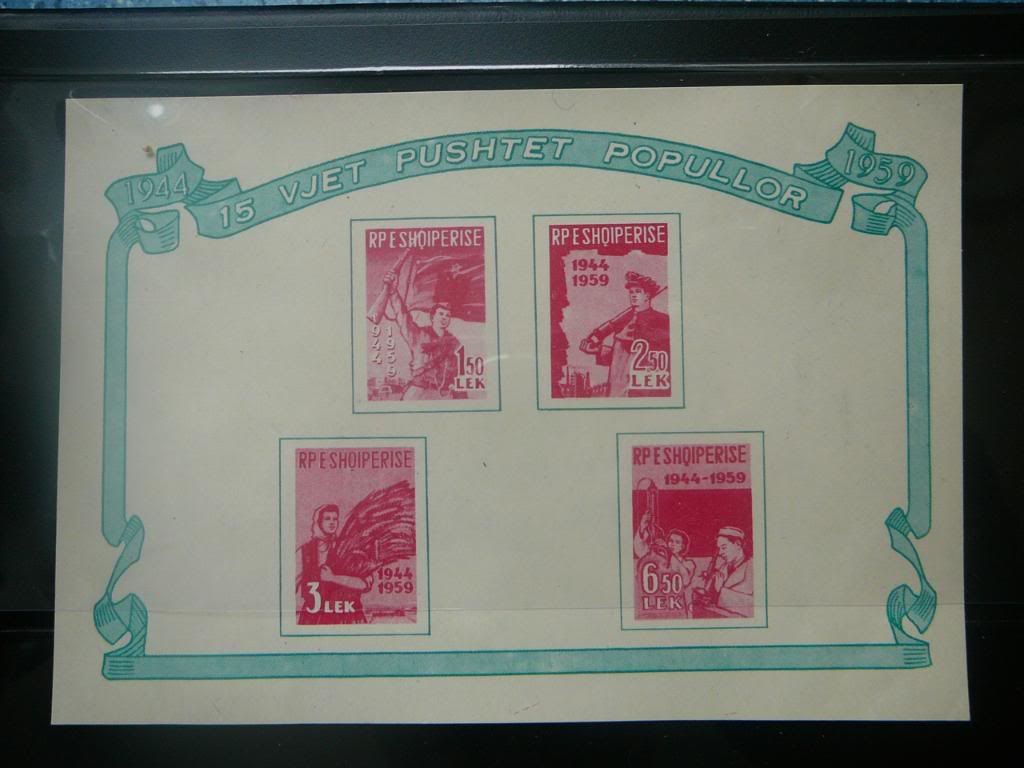 1944
15 VJET PUSHTET POPULLOR
1959
RP E SHQIPERISE
1944
1959
1,50
LEK
RP E SHQIPERISE
1944
1959
2,50
LEK
RP E SHQIPERISE
1944
1959
3 LEK
RP E SHQIPERISE
1944-1959
6,50
LEK